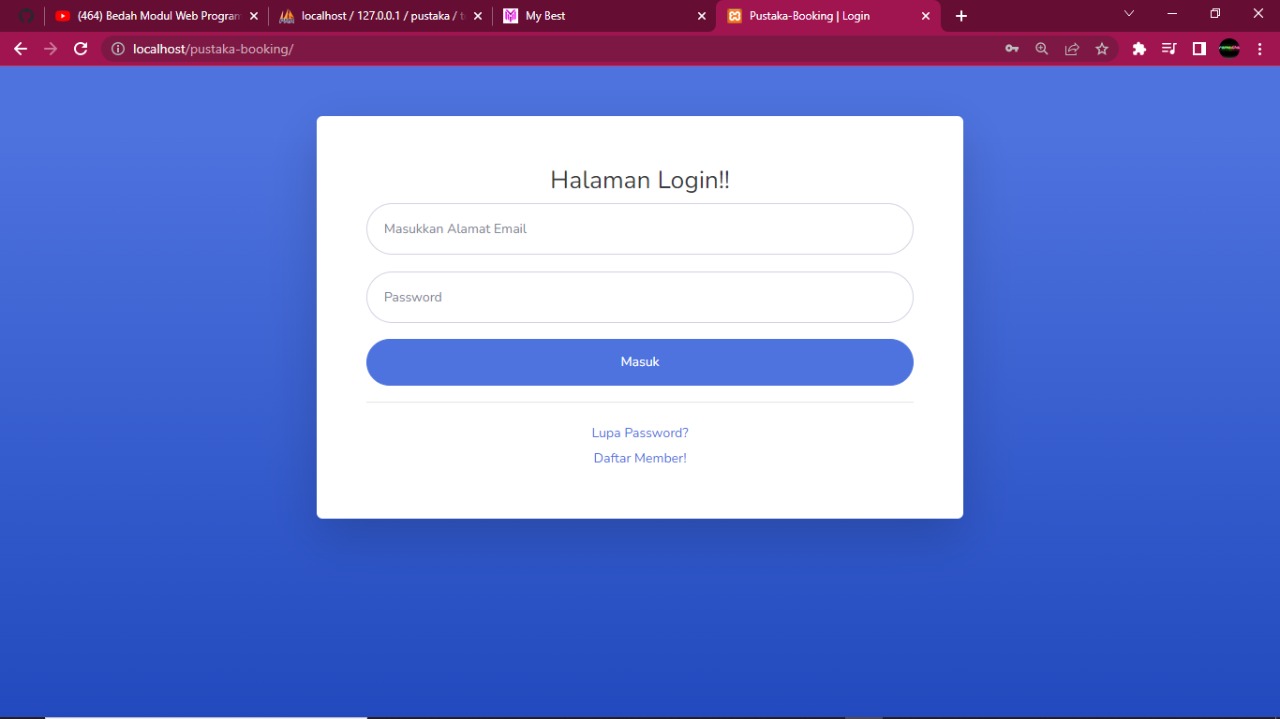 (464) Bedah Modul Web Program
localhost / 127.0.0.1 / pustaka / t
My Best
Pustaka-Booking | Login
localhost/pustaka-booking/
Halaman Login!!
Masukkan Alamat Email
Password
Masuk
Lupa Password?
Daftar Member!